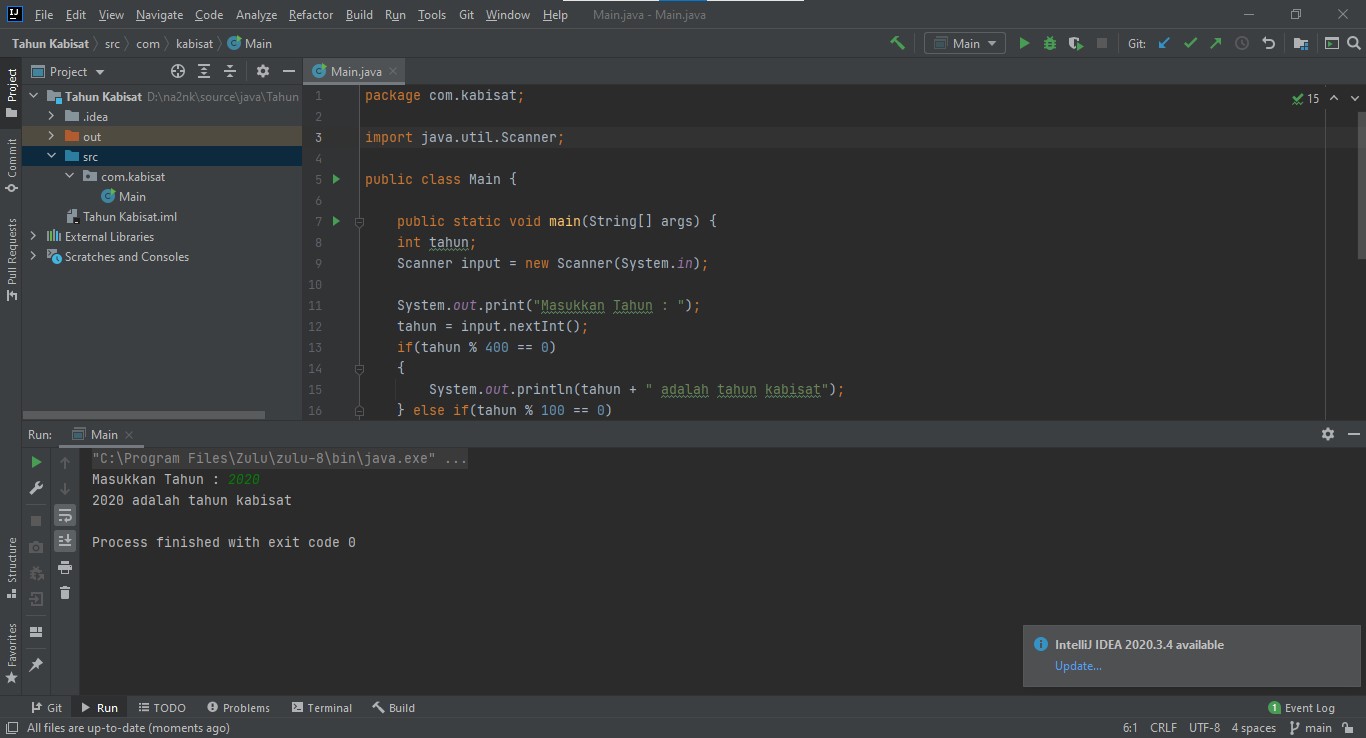 File Edit View Navigate Code Analyze Refactor Build Run Tools Git Window Help Main.java - Main.java
Tahun Kabisat src com kabisat Main Main Git:
Project
Main.java
Tahun Kabisat D:\na2nk\source\java\Tahun
.idea
out
src
com.kabisat
Main
Tahun Kabisat.iml
External Libraries
Scratches and Consoles
Project
Commit
Pull Requests
15
1 package com.kabisat;
2
3 import java.util.Scanner;
4
5 public class Main {
6
7 public static void main(String[] args) {
8 int tahun;
9 Scanner input = new Scanner(System.in);
10
11 System.out.print("Masukkan Tahun : ");
12 tahun = input.nextInt();
13 if(tahun % 400 == 0)
14 {
15 System.out.println(tahun + " adalah tahun kabisat");
16 } else if(tahun % 100 == 0)
Run: Main
"C:\Program Files\Zulu\zulu-8\bin\java.exe" ...
Masukkan Tahun : 2020
2020 adalah tahun kabisat
Process finished with exit code 0
Structure
Favorites
IntelliJ IDEA 2020.3.4 available
Update...
Git Run TODO Problems Terminal Build 1 Event Log
All files are up-to-date (moments ago) 6:1 CRLF UTF-8 4 spaces main